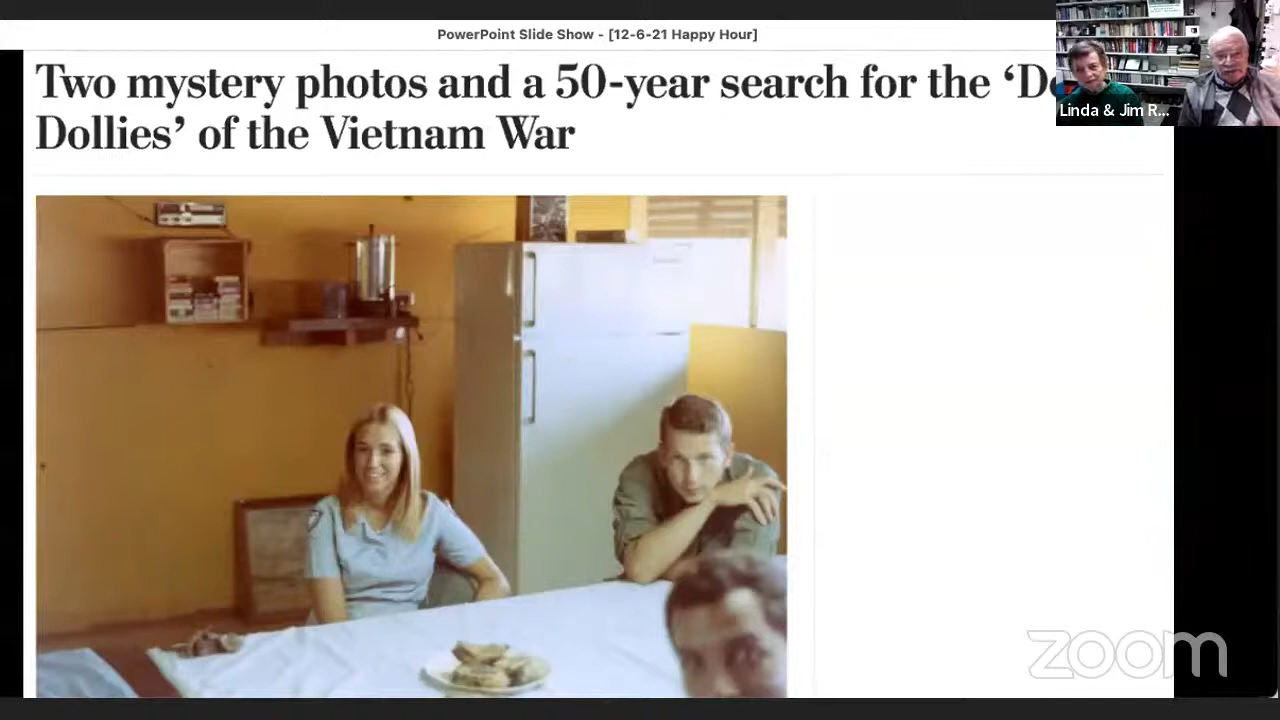 PowerPoint Slide Show - [12-6-21 Happy Hour]
Two mystery photos and a 50-year search for the ‘Do
Dollies’ of the Vietnam War
Linda & Jim R...
zoom